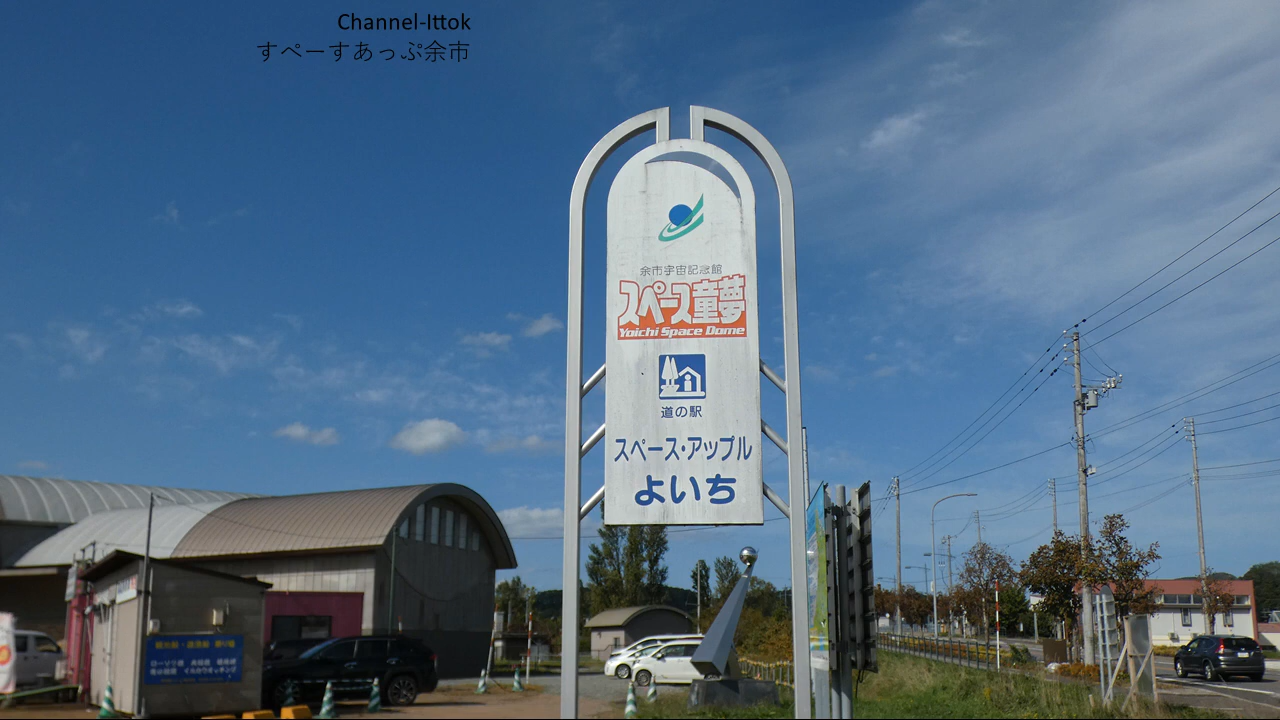 Channel-Ittok
すぺーすあっぷ余市
余市宇宙記念館
スペース童夢
Yoichi Space Dome
道の駅
スペース・アップル
よいち